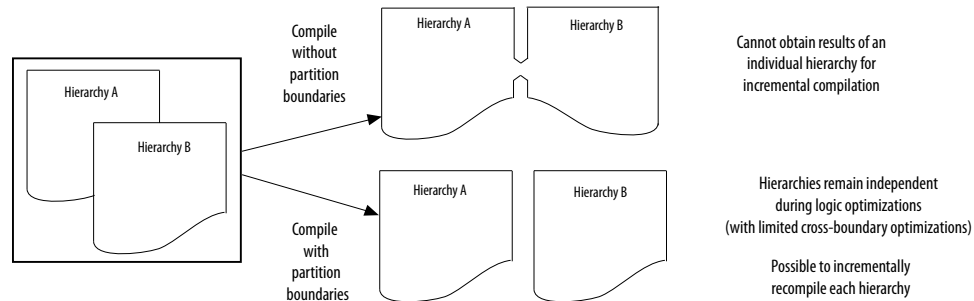 Hierarchy A
Hierarchy B
Compile
without
partition
boundaries
Hierarchy A
Hierarchy B
Cannot obtain results of an
individual hierarchy for
incremental compilation
Compile
with
partition
boundaries
Hierarchy A
Hierarchy B
Hierarchies remain independent
during logic optimizations
(with limited cross-boundary optimizations)
Possible to incrementally
recompile each hierarchy